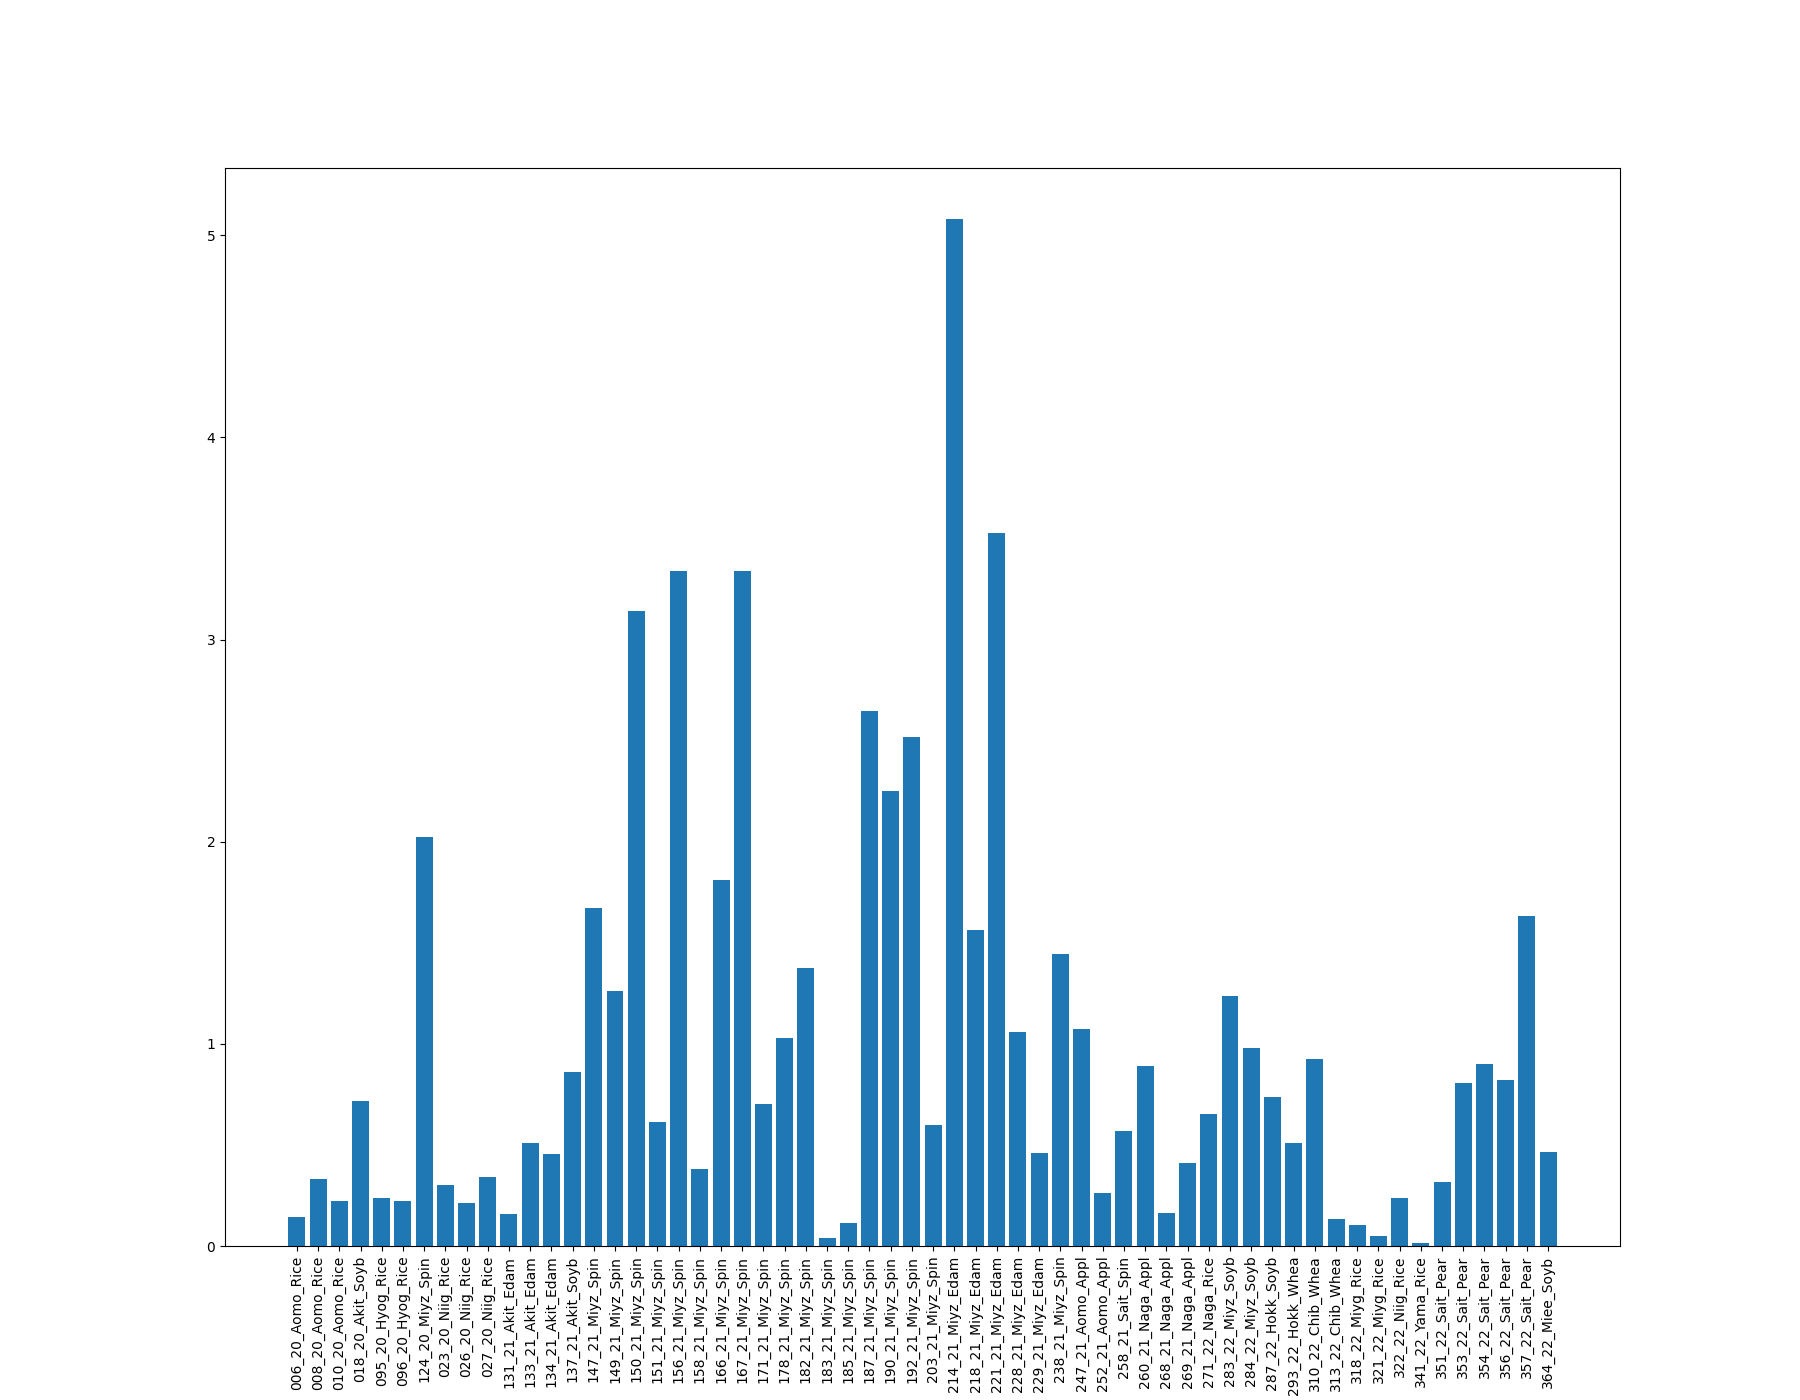 5
4
3
2
1
0
006_20_Aomo_Rice
008_20_Aomo_Rice
010_20_Aomo_Rice
018_20_Akit_Soyb
095_20_Hyog_Rice
096_20_Hyog_Rice
124_20_Miyz_Spin
023_20_Niig_Rice
026_20_Niig_Rice
027_20_Niig_Rice
131_21_Akit_Edam
133_21_Akit_Edam
134_21_Akit_Edam
137_21_Akit_Soyb
147_21_Miyz_Spin
149_21_Miyz_Spin
150_21_Miyz_Spin
151_21_Miyz_Spin
156_21_Miyz_Spin
158_21_Miyz_Spin
166_21_Miyz_Spin
167_21_Miyz_Spin
171_21_Miyz_Spin
178_21_Miyz_Spin
182_21_Miyz_Spin
183_21_Miyz_Spin
185_21_Miyz_Spin
187_21_Miyz_Spin
190_21_Miyz_Spin
192_21_Miyz_Spin
203_21_Miyz_Spin
214_21_Miyz_Edam
218_21_Miyz_Edam
221_21_Miyz_Edam
228_21_Miyz_Edam
229_21_Miyz_Edam
238_21_Miyz_Spin
247_21_Aomo_Appl
252_21_Aomo_Appl
258_21_Sait_Spin
260_21_Naga_Appl
268_21_Naga_Appl
269_21_Naga_Appl
271_22_Naga_Rice
283_22_Miyz_Soyb
284_22_Miyz_Soyb
287_22_Hokk_Soyb
293_22_Hokk_Whea
310_22_Chib_Whea
313_22_Chib_Whea
318_22_Miyg_Rice
321_22_Miyg_Rice
322_22_Niig_Rice
341_22_Yama_Rice
351_22_Sait_Pear
353_22_Sait_Pear
354_22_Sait_Pear
356_22_Sait_Pear
357_22_Sait_Pear
364_22_Miee_Soyb